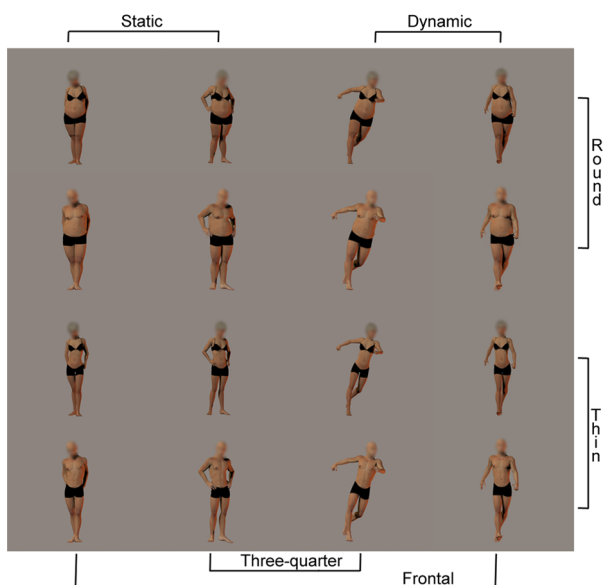 Static
Dynamic
Round
Thin
Three-quarter
Frontal